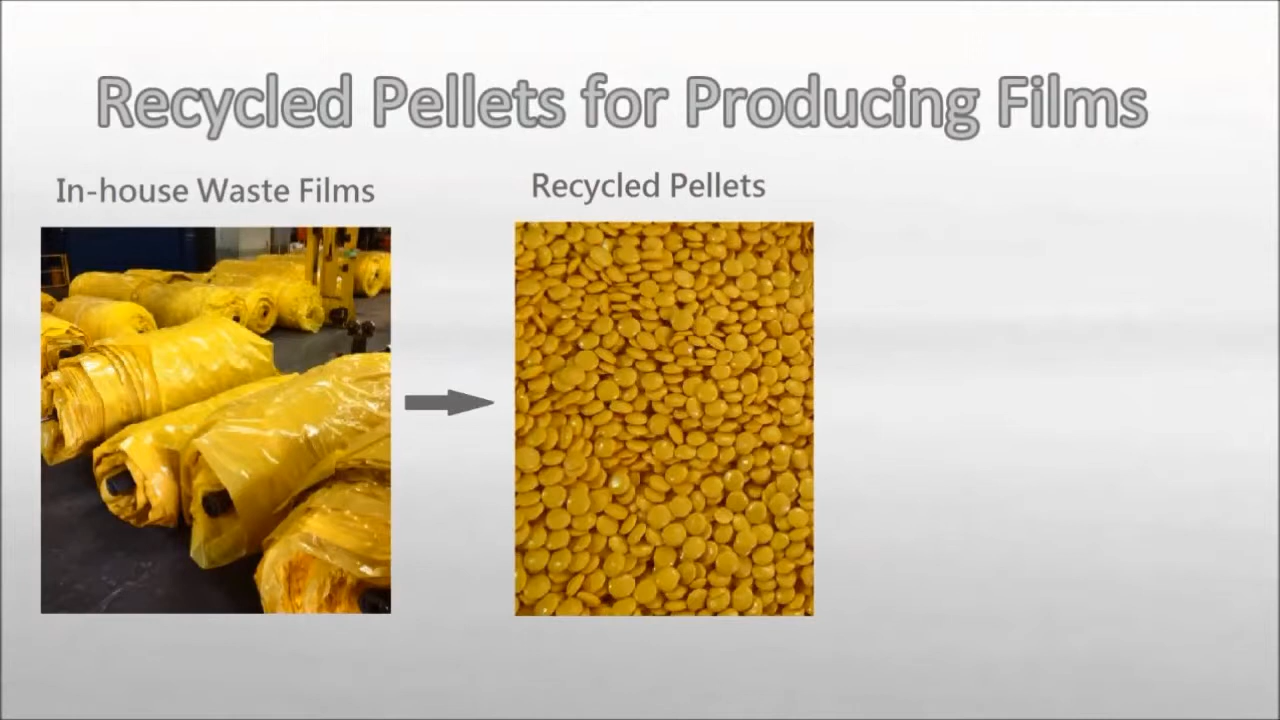 Recycled Pellets for Producing Films
In-house Waste Films
Recycled Pellets